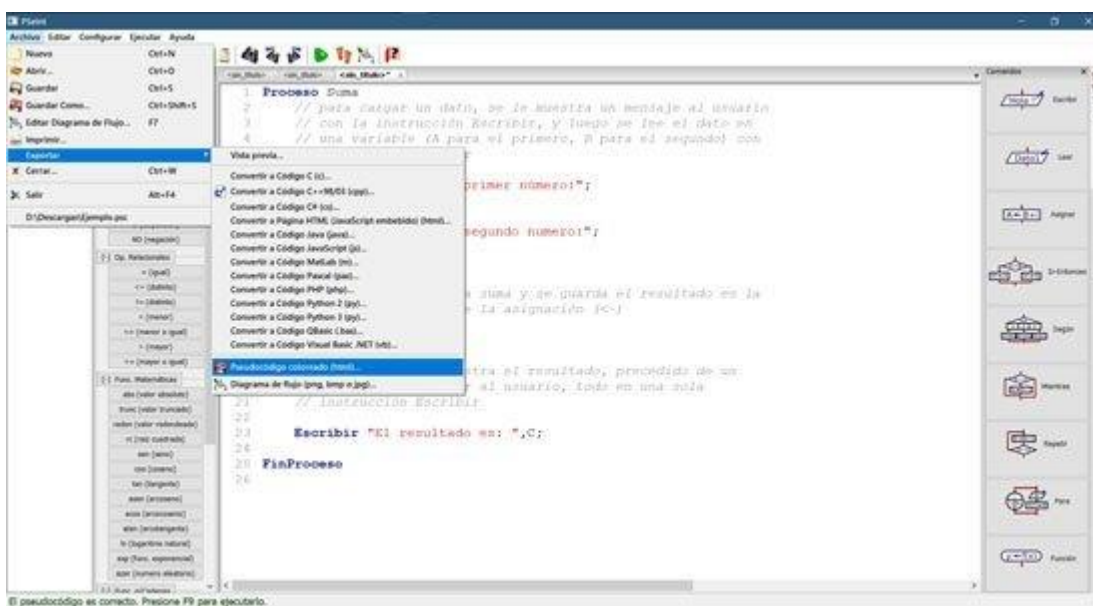 PSeInt
Archivo Editar Configurar Ejecutar Ayuda
Nuevo Ctrl+N
Abrir... Ctrl+O
Guardar Ctrl+S
Guardar Como... Ctrl+Shift+S
Editar Diagrama de Flujo... F7
Imprimir...
Exportar
Cerrar... Ctrl+W
Salir Alt+F4
D:\Descargas\Ejemplo.psc
Vista previa...
Convertir a Código C (c)...
Convertir a Código C++98/03 (cpp)...
Convertir a Código C# (cs)...
Convertir a Página HTML (JavaScript embebido) (html)...
Convertir a Código Java (java)...
Convertir a Código JavaScript (js)...
Convertir a Código MatLab (m)...
Convertir a Código Pascal (pas)...
Convertir a Código PHP (php)...
Convertir a Código Python 2 (py)...
Convertir a Código Python 3 (py)...
Convertir a Código QBasic (.bas)...
Convertir a Código Visual Basic .NET (vb)...
Pseudocódigo coloreado (html)...
Diagrama de flujo (png, bmp o jpg)...
NO (negación)
[-] Op. Relacionales
= (igual)
<> (distinto)
!= (distinto)
< (menor)
<= (menor o igual)
> (mayor)
>= (mayor o igual)
[-] Func. Matemáticas
abs (valor absoluto)
trunc (valor truncado)
redon (valor redondeado)
rc (raiz cuadrada)
sen (seno)
cos (coseno)
tan (tangente)
asen (arcoseno)
acos (arcocoseno)
atan (arcotangente)
ln (logaritmo natural)
exp (func. exponencial)
azar (número aleatorio)
<sin_titulo> <sin_titulo> <sin_titulo>*
1 Proceso Suma
2 // para cargar un dato, se le muestra un mensaje al usuario
3 // con la instrucción Escribir, y luego se lee el dato en
4 // una variable (A para el primero, B para el segundo) con
primer número:";
segundo numero:";
suma y se guarda el resultado en la
la asignación (<-)
tra el resultado, precedido de un
al usuario, todo en una sola
21 // instrucción Escribir
22
23 Escribir "El resultado es: ",C;
24
25 FinProceso
26
Comandos
Escribir
Leer
Asignar
Si-Entonces
Según
Mientras
Repetir
Para
Función
El pseudocódigo es correcto. Presione F9 para ejecutarlo.